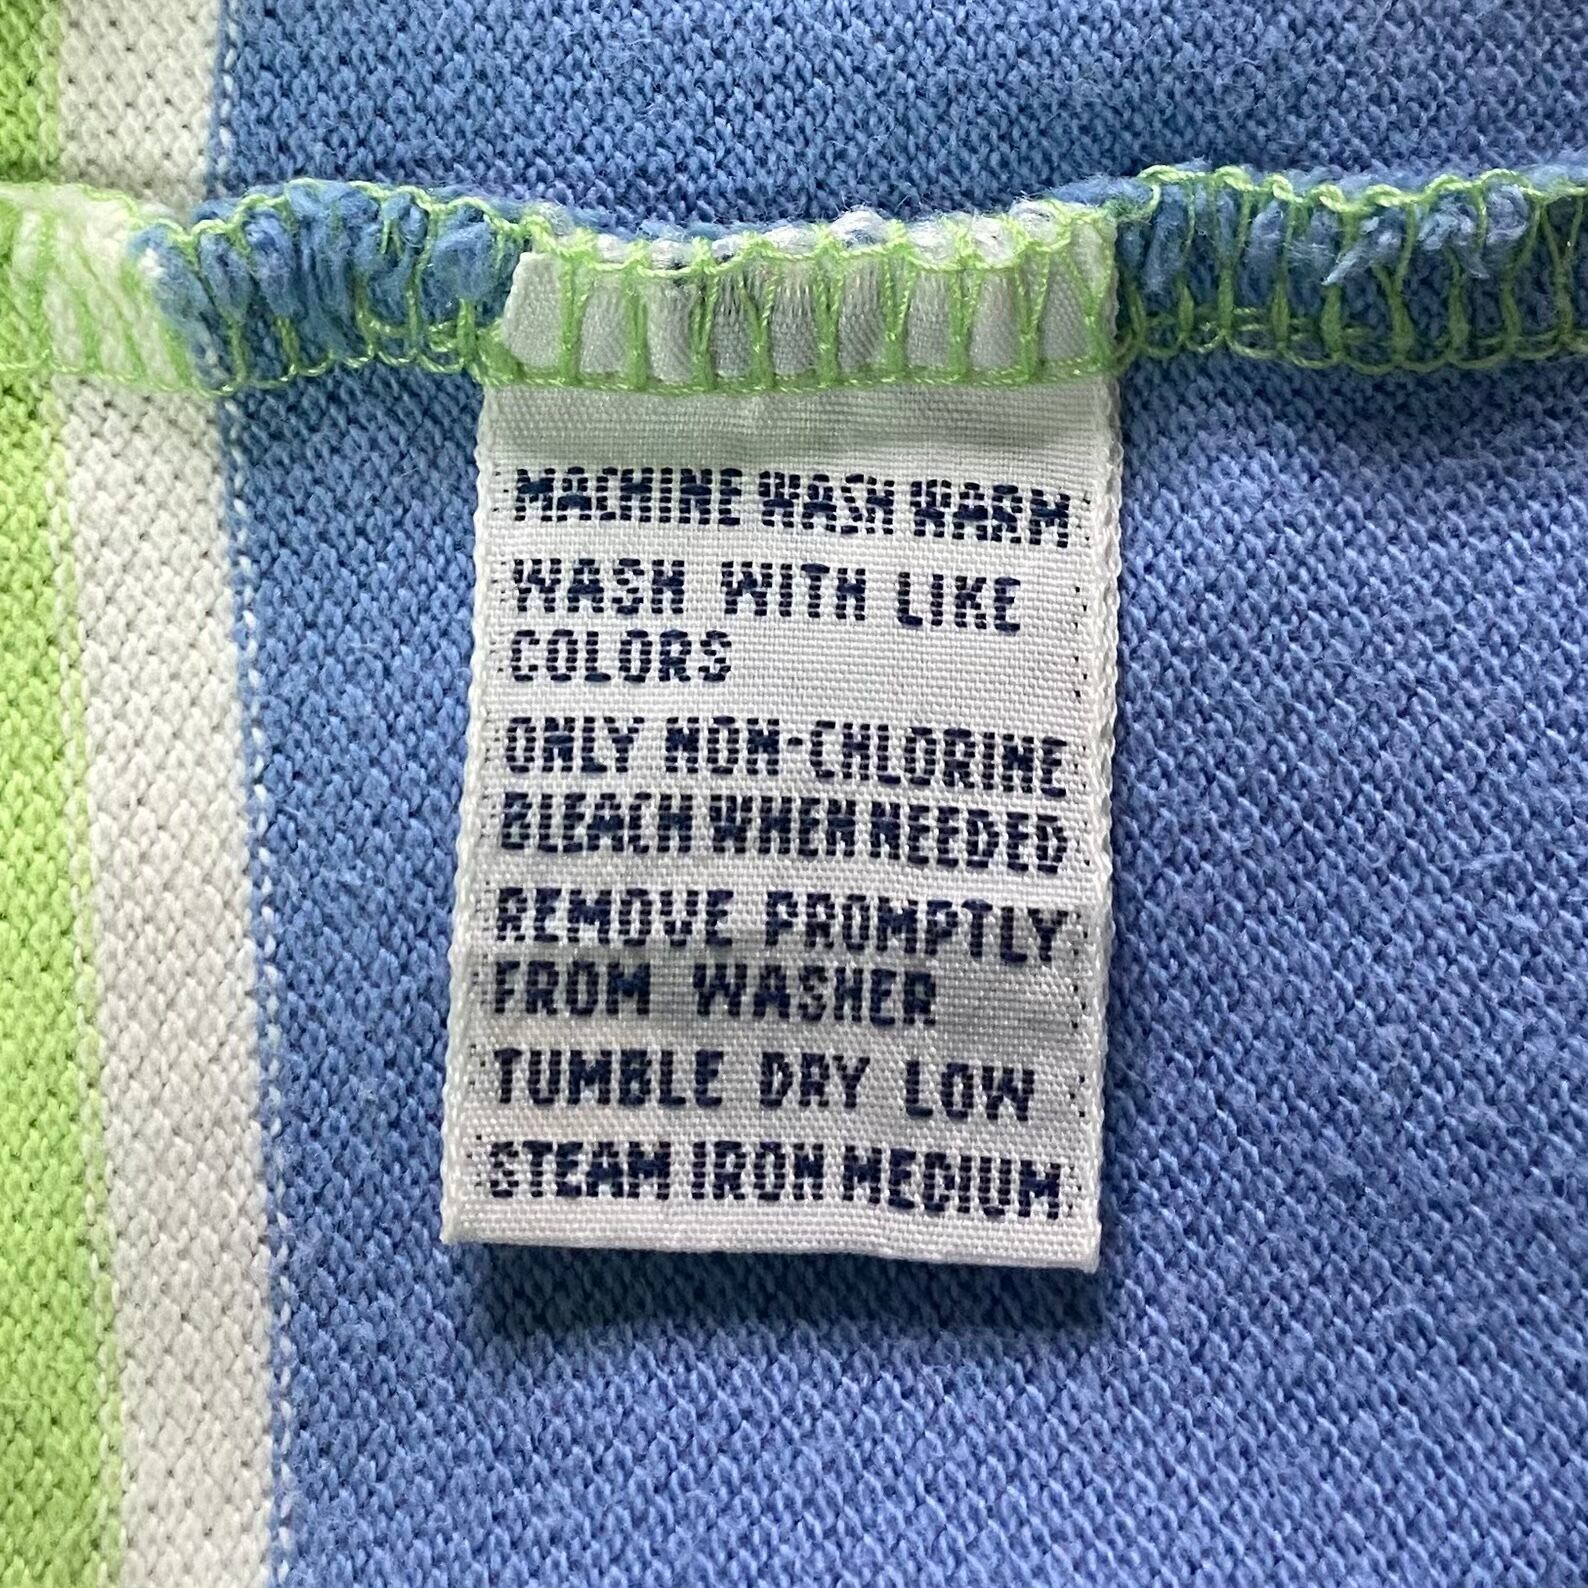 MACHINE WASH WARM
WASH WITH LIKE
COLORS
ONLY NON-CHLORINE
BLEACH WHEN NEEDED
REMOVE PROMPTLY
FROM WASHER
TUMBLE DRY LOW
STEAM IRON MEDIUM